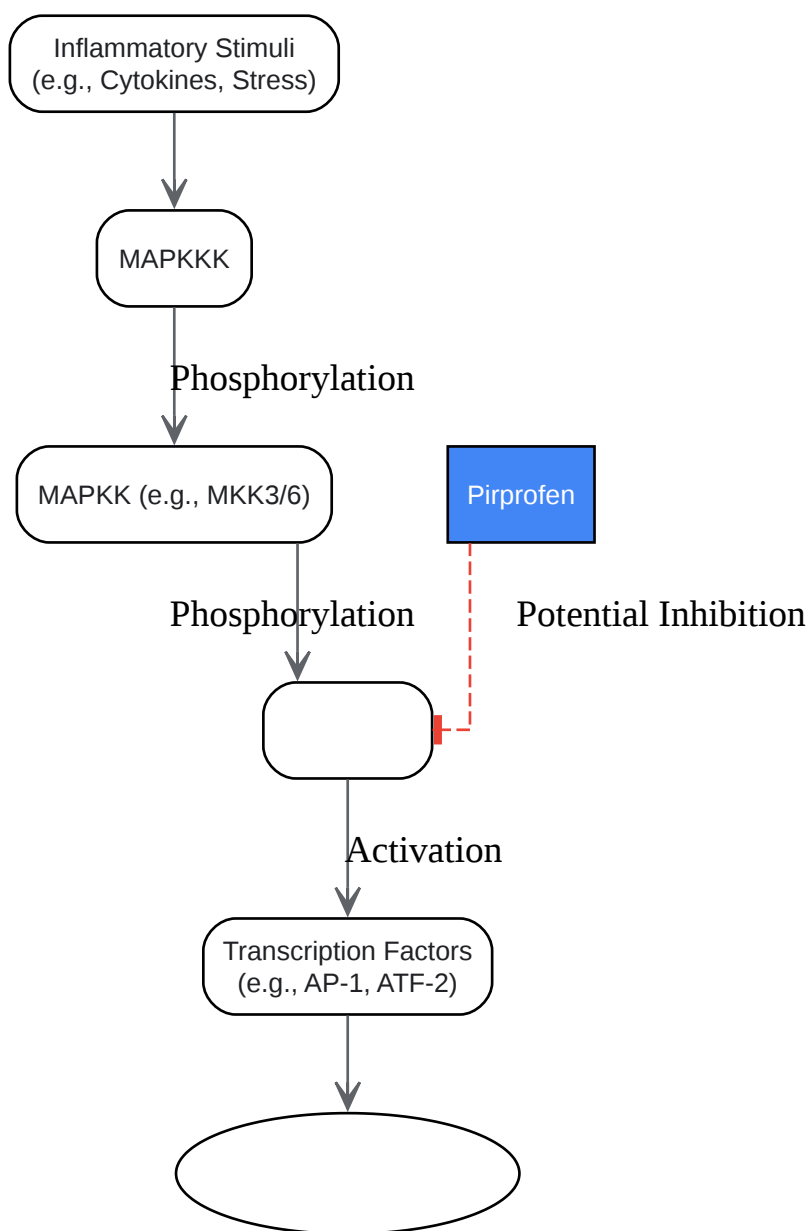 Inflammatory Stimuli
(e.g., Cytokines, Stress)
MAPKKK
Phosphorylation
MAPKK (e.g., MKK3/6)
Pirprofen
Phosphorylation
Potential Inhibition
Activation
Transcription Factors
(e.g., AP-1, ATF-2)